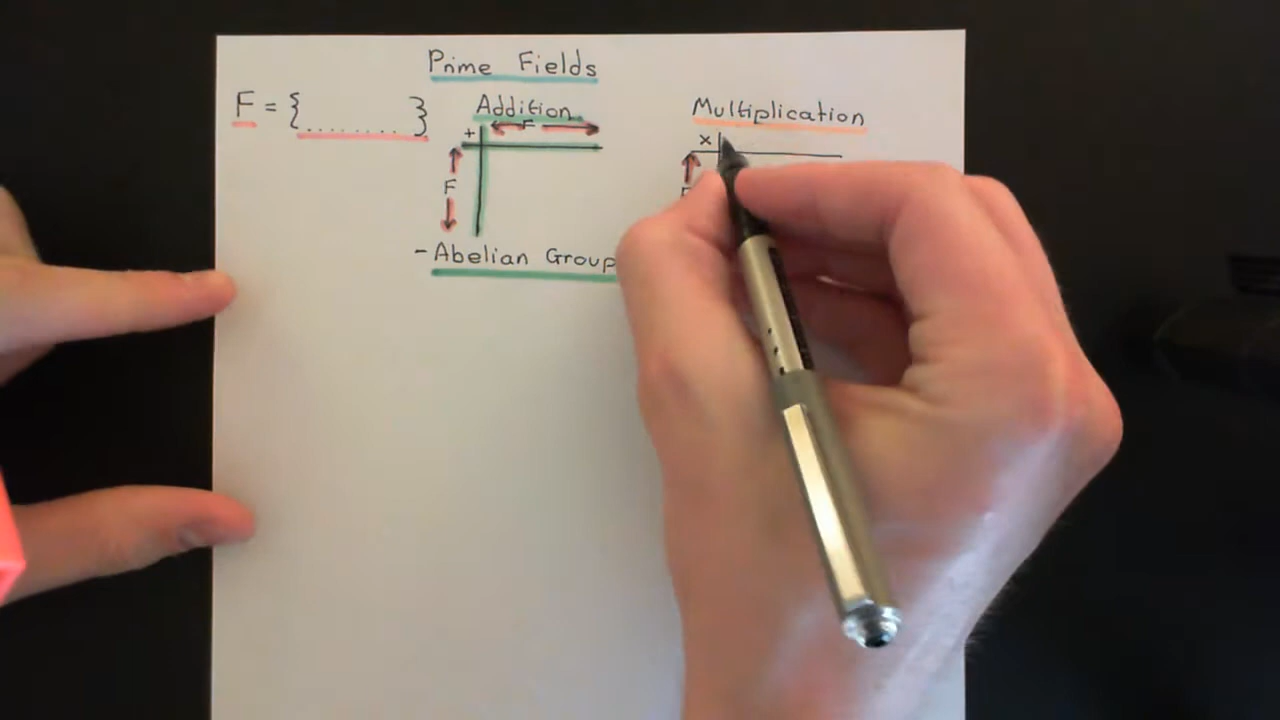 Prime Fields
F = {.........}
Addition
+ F
F
- Abelian Group
Multiplication
x
F